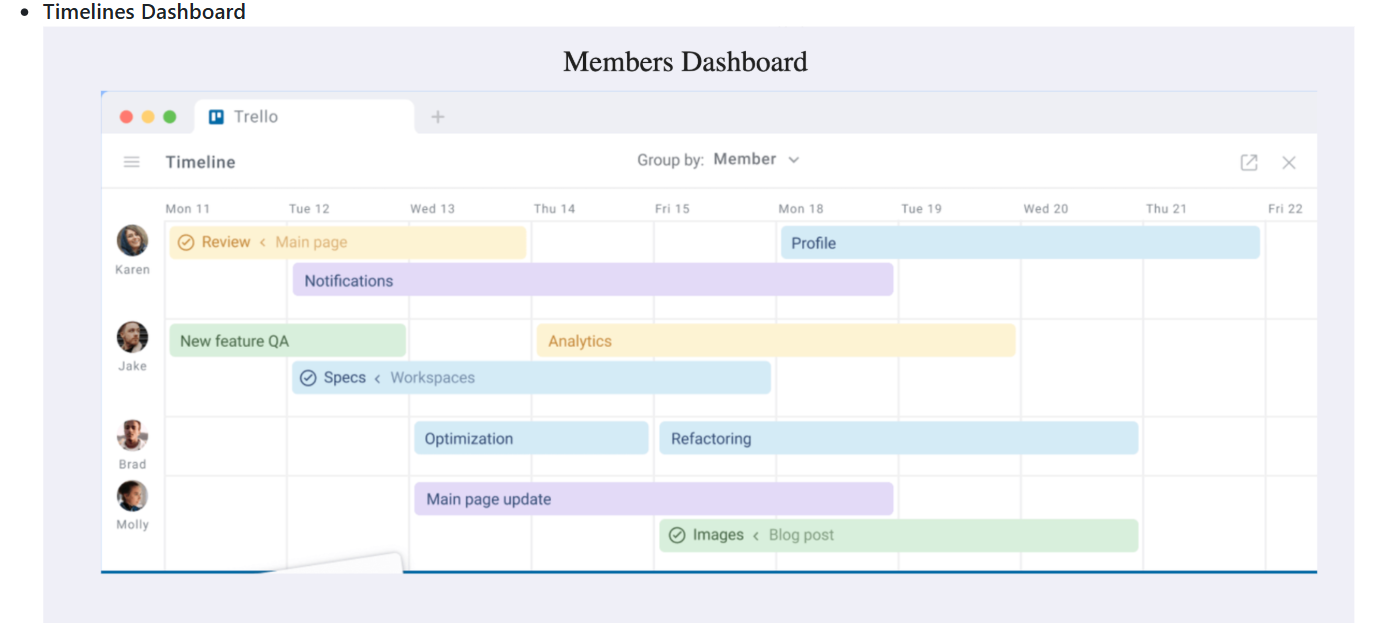 Timelines Dashboard
Members Dashboard
Trello
Timeline
Group by: Member
Mon 11 Tue 12 Wed 13 Thu 14 Fri 15 Mon 18 Tue 19 Wed 20 Thu 21 Fri 22
Karen
Review < Main page
Profile
Notifications
Jake
New feature QA
Analytics
Specs < Workspaces
Brad
Optimization
Refactoring
Molly
Main page update
Images < Blog post